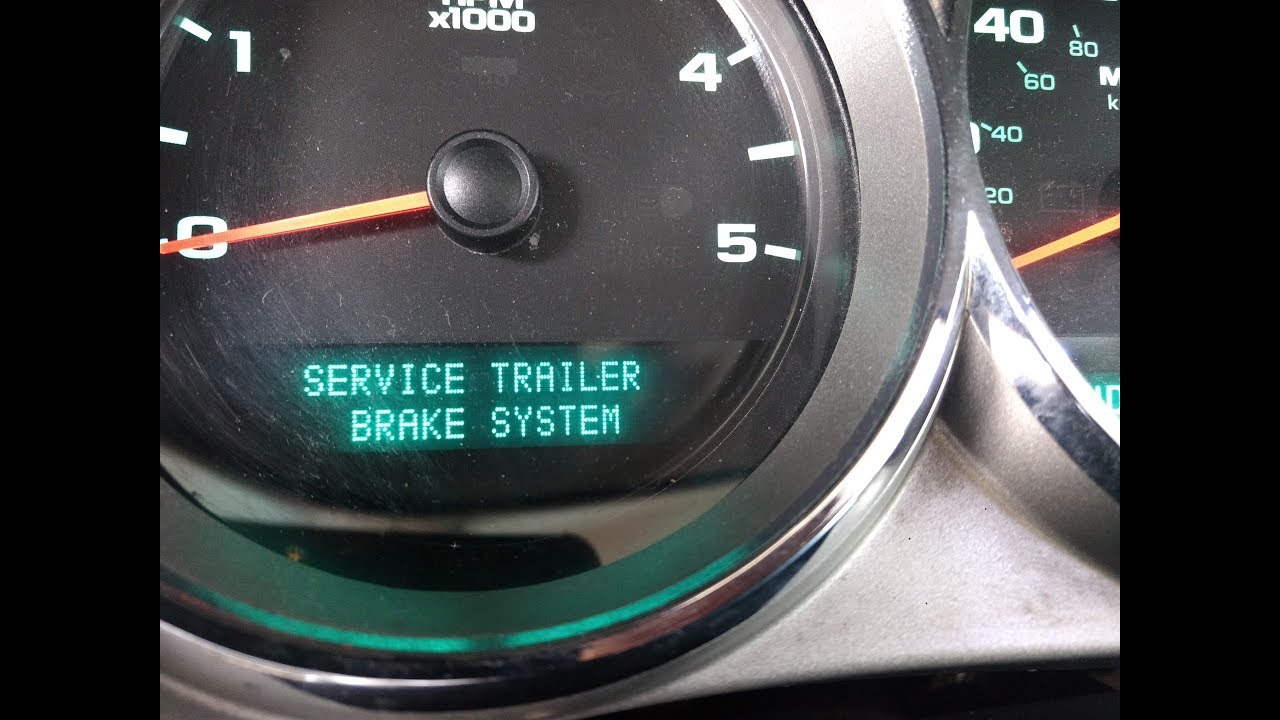 RPM
x1000
1
4
0
5
SERVICE TRAILER
BRAKE SYSTEM
40
80
60
40
20